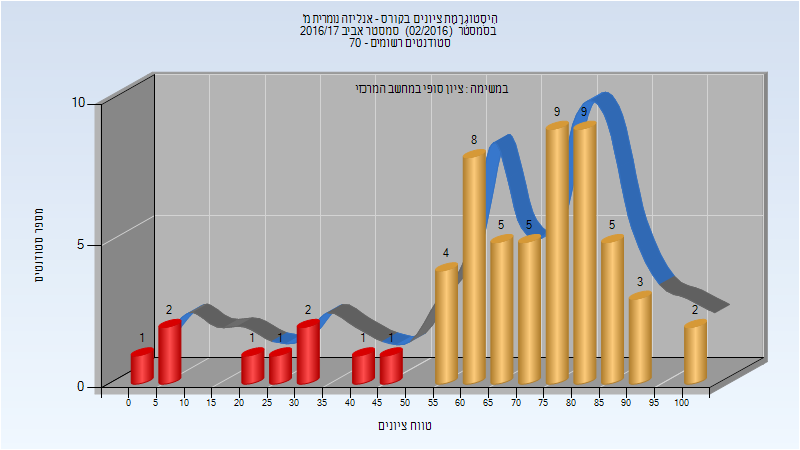 היסטוגרמת ציונים בקורס - אנליזה נומרית מ'
בסמסטר (02/2016) סמסטר אביב 2016/17
סטודנטים רשומים - 70
במשימה : ציון סופי במחשב המרכזי
מספר סטודנטים
10
5
0
1
2
1
1
2
1
1
4
8
5
5
9
9
5
3
2
0 5 10 15 20 25 30 35 40 45 50 55 60 65 70 75 80 85 90 95 100
טווח ציונים